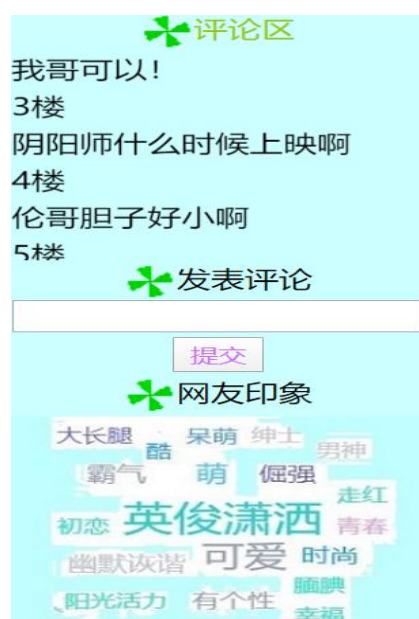 评论区
我哥可以!
3楼
阴阳师什么时候上映啊
4楼
伦哥胆子好小啊
5楼
发表评论
提交
网友印象
大长腿 酷 呆萌 绅士 男神
霸气 萌 倔强 走红
初恋 英俊潇洒 青春
幽默诙谐 可爱 时尚
阳光活力 有个性 腼腆
幸福